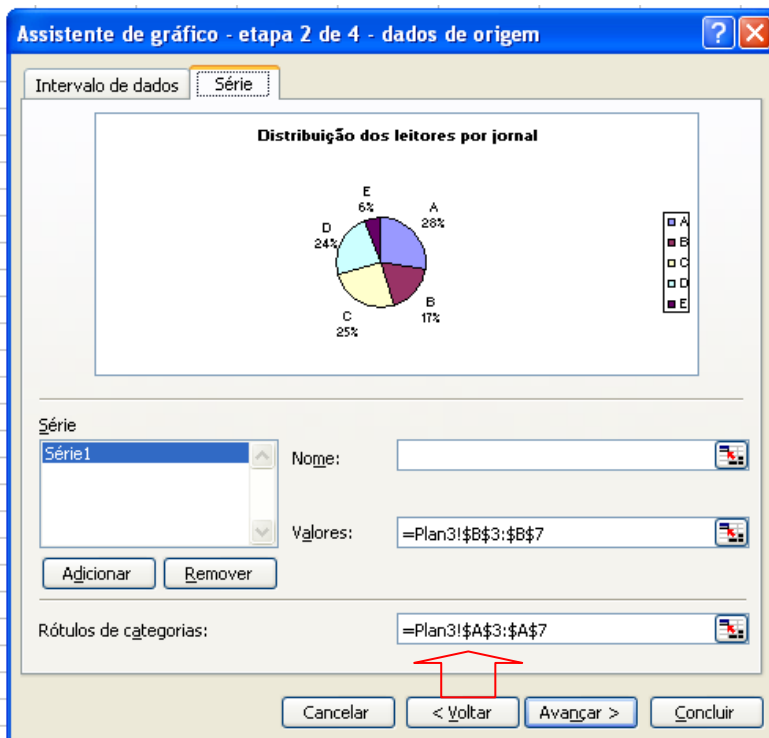 Assistente de gráfico - etapa 2 de 4 - dados de origem
Intervalo de dados Série
Distribuição dos leitores por jornal
E
6%
A
28%
D
24%
B
17%
C
25%
A
B
C
D
E
Série
Série1
Nome:
Valores: =Plan3!$B$3:$B$7
Adicionar Remover
Rótulos de categorias: =Plan3!$A$3:$A$7
Cancelar < Voltar Avançar > Concluir